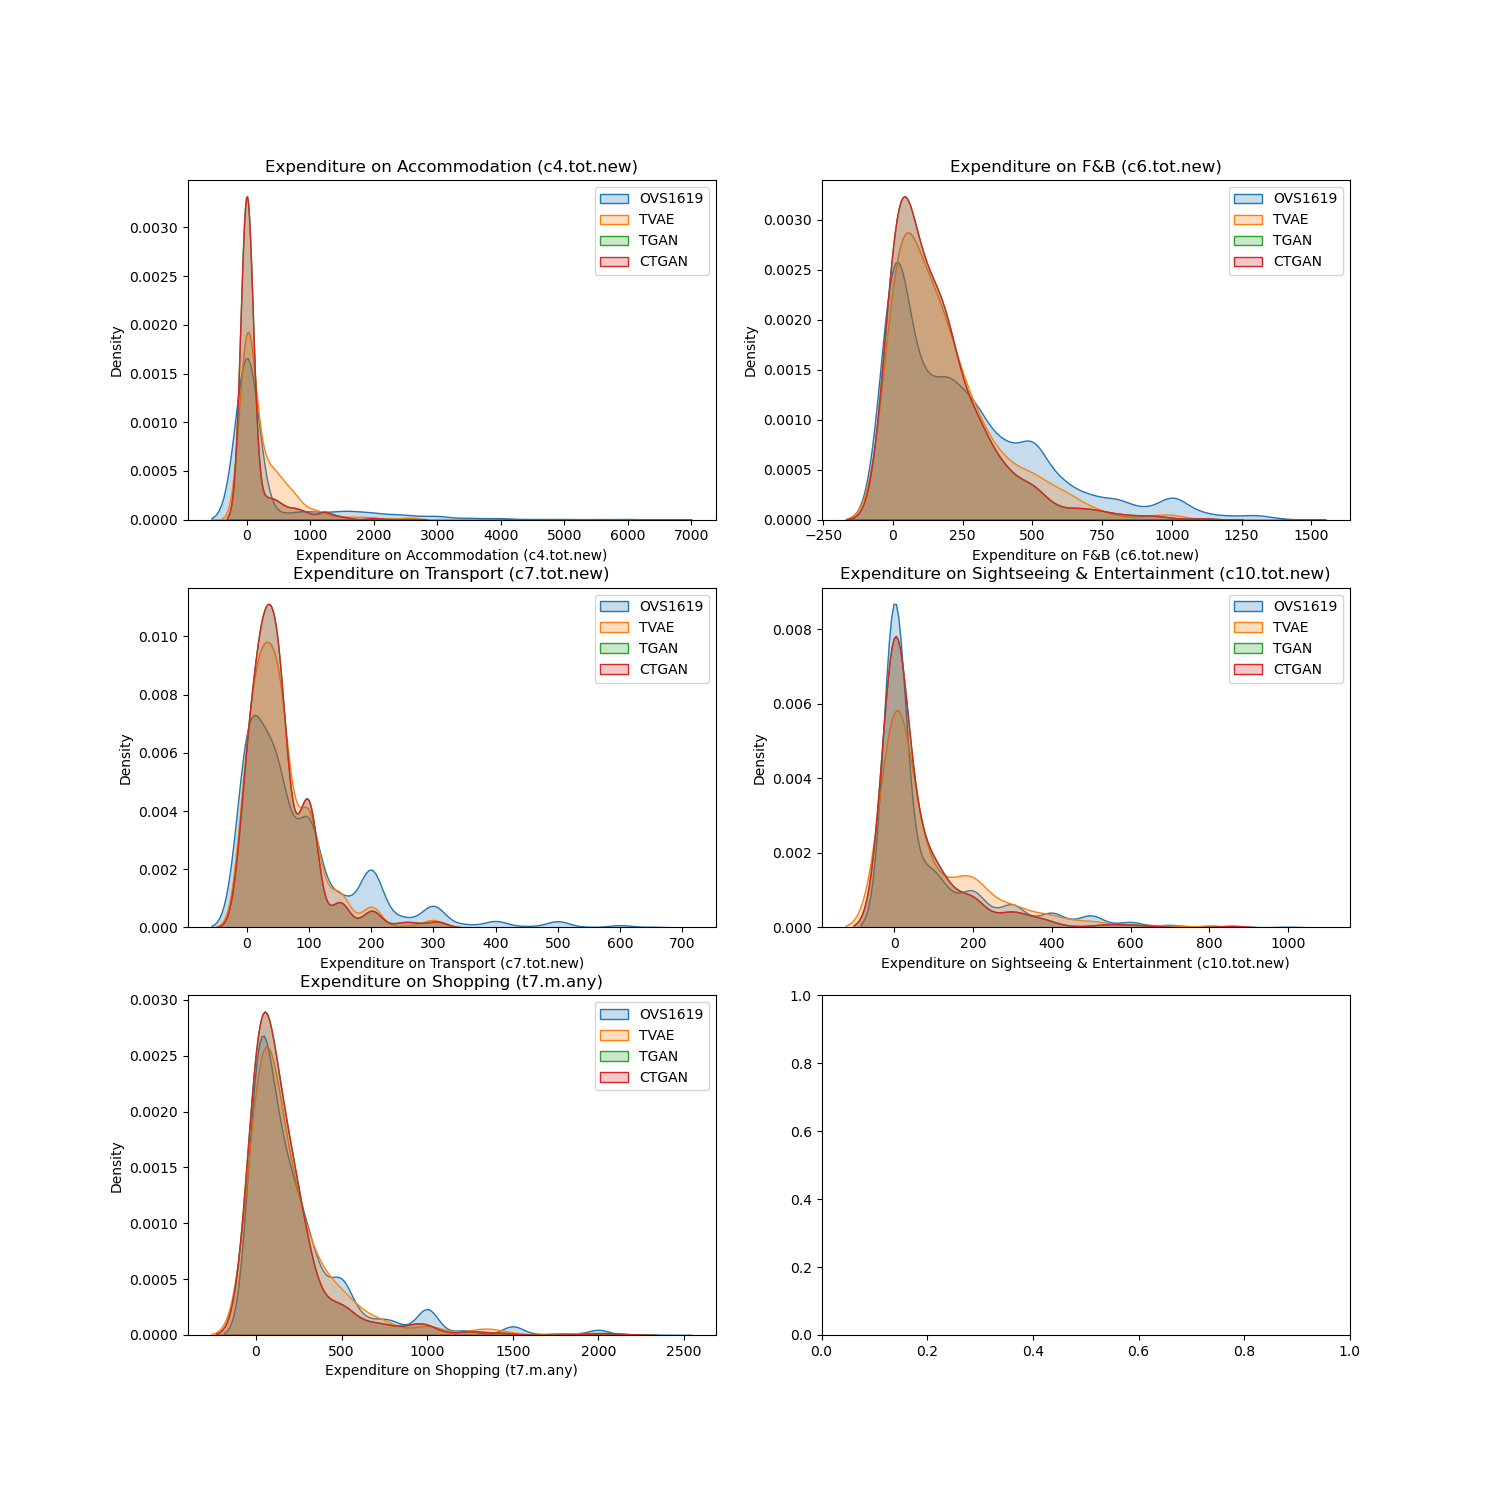 Expenditure on Accommodation (c4.tot.new)
0.0030
0.0025
0.0020
0.0015
0.0010
0.0005
0.0000
Density
OVS1619
TVAE
TGAN
CTGAN
0 1000 2000 3000 4000 5000 6000 7000
Expenditure on Accommodation (c4.tot.new)
Expenditure on F&B (c6.tot.new)
0.0030
0.0025
0.0020
0.0015
0.0010
0.0005
0.0000
Density
OVS1619
TVAE
TGAN
CTGAN
−250 0 250 500 750 1000 1250 1500
Expenditure on F&B (c6.tot.new)
Expenditure on Transport (c7.tot.new)
0.010
0.008
0.006
0.004
0.002
0.000
Density
OVS1619
TVAE
TGAN
CTGAN
0 100 200 300 400 500 600 700
Expenditure on Transport (c7.tot.new)
Expenditure on Sightseeing & Entertainment (c10.tot.new)
0.008
0.006
0.004
0.002
0.000
Density
OVS1619
TVAE
TGAN
CTGAN
0 200 400 600 800 1000
Expenditure on Sightseeing & Entertainment (c10.tot.new)
Expenditure on Shopping (t7.m.any)
0.0030
0.0025
0.0020
0.0015
0.0010
0.0005
0.0000
Density
OVS1619
TVAE
TGAN
CTGAN
0 500 1000 1500 2000 2500
Expenditure on Shopping (t7.m.any)
1.0
0.8
0.6
0.4
0.2
0.0
0.0 0.2 0.4 0.6 0.8 1.0